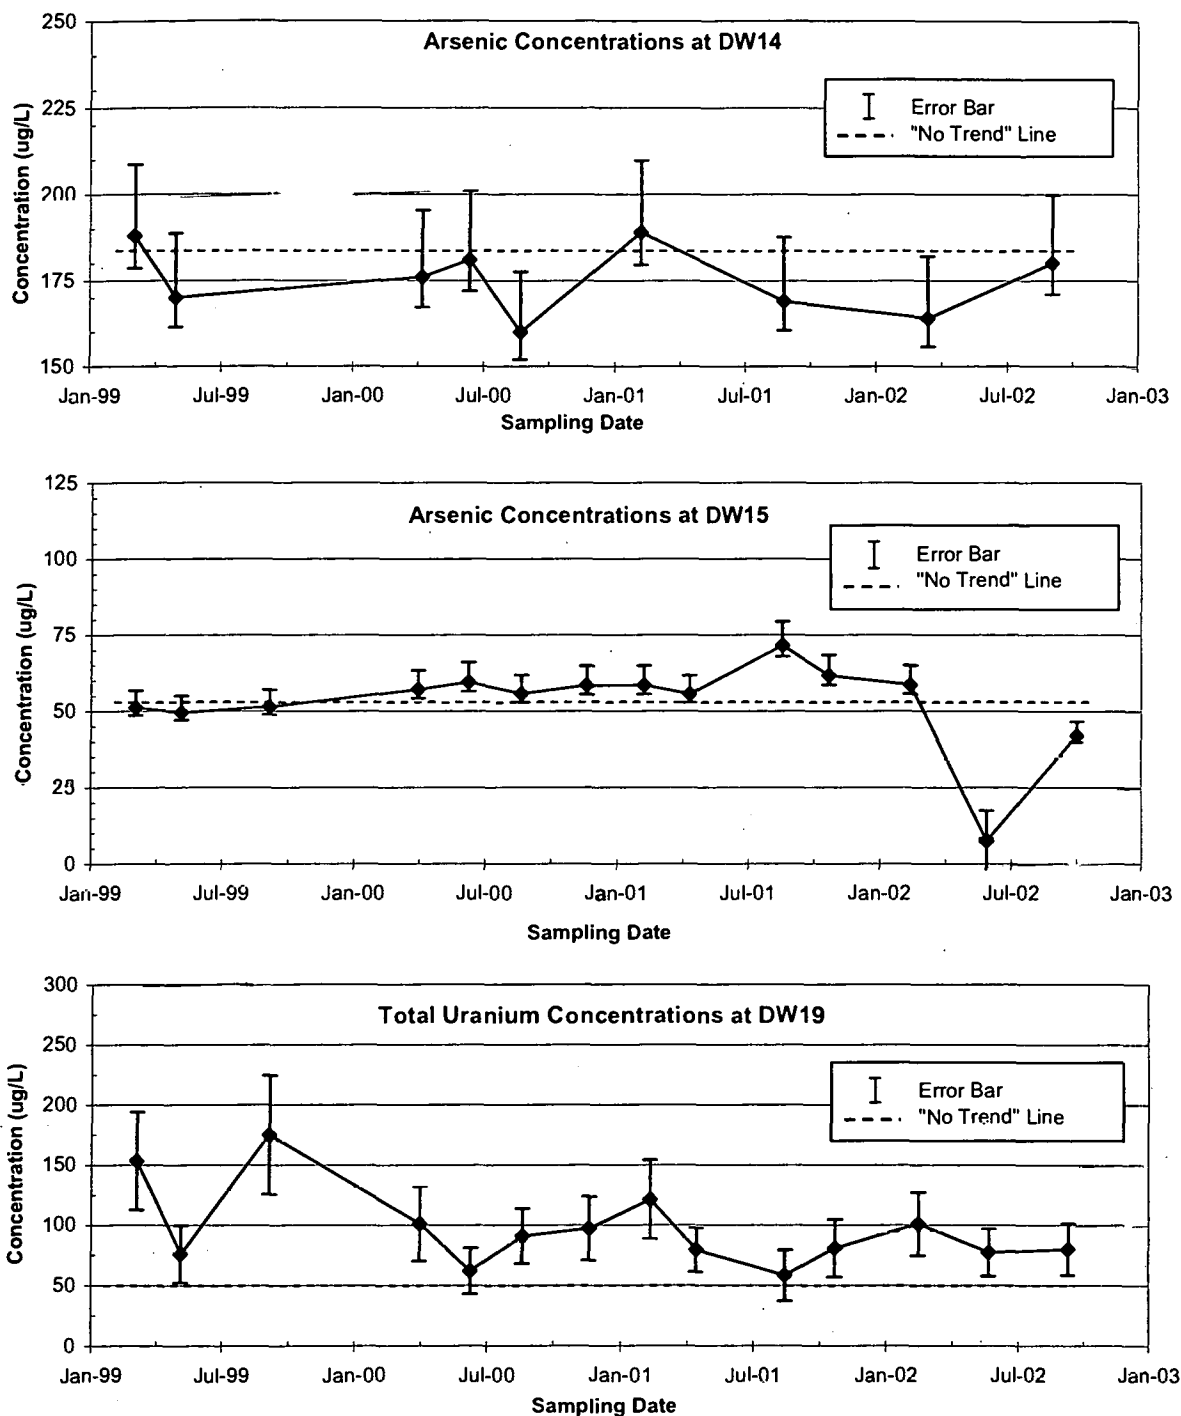 Arsenic Concentrations at DW14
250
225
200
175
150
Concentration (ug/L)
Error Bar
"No Trend" Line
Jan-99 Jul-99 Jan-00 Jul-00 Jan-01 Jul-01 Jan-02 Jul-02 Jan-03
Sampling Date
Arsenic Concentrations at DW15
125
100
75
50
25
0
Concentration (ug/L)
Error Bar
"No Trend" Line
Jan-99 Jul-99 Jan-00 Jul-00 Jan-01 Jul-01 Jan-02 Jul-02 Jan-03
Sampling Date
Total Uranium Concentrations at DW19
300
250
200
150
100
50
0
Concentration (ug/L)
Error Bar
"No Trend" Line
Jan-99 Jul-99 Jan-00 Jul-00 Jan-01 Jul-01 Jan-02 Jul-02 Jan-03
Sampling Date